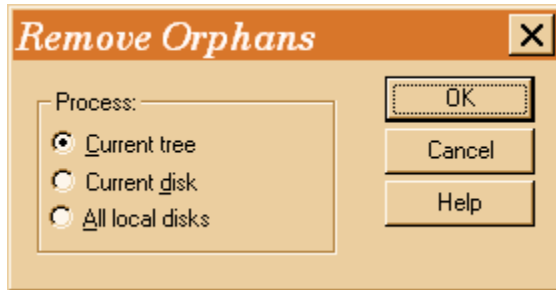 Remove Orphans
Process:
Current tree
Current disk
All local disks
OK
Cancel
Help